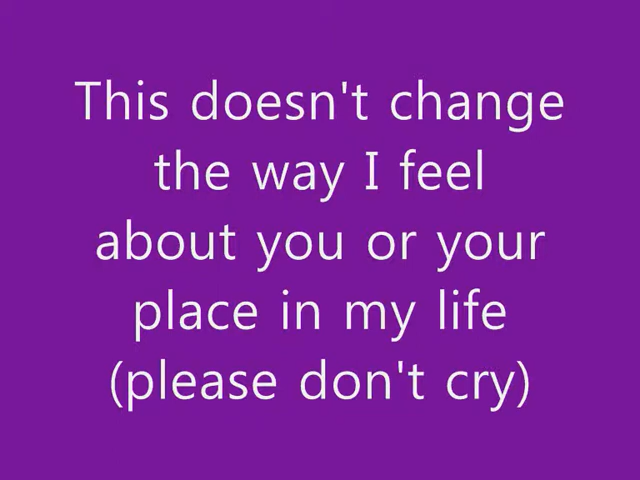 This doesn't change
the way I feel
about you or your
place in my life
(please don't cry)